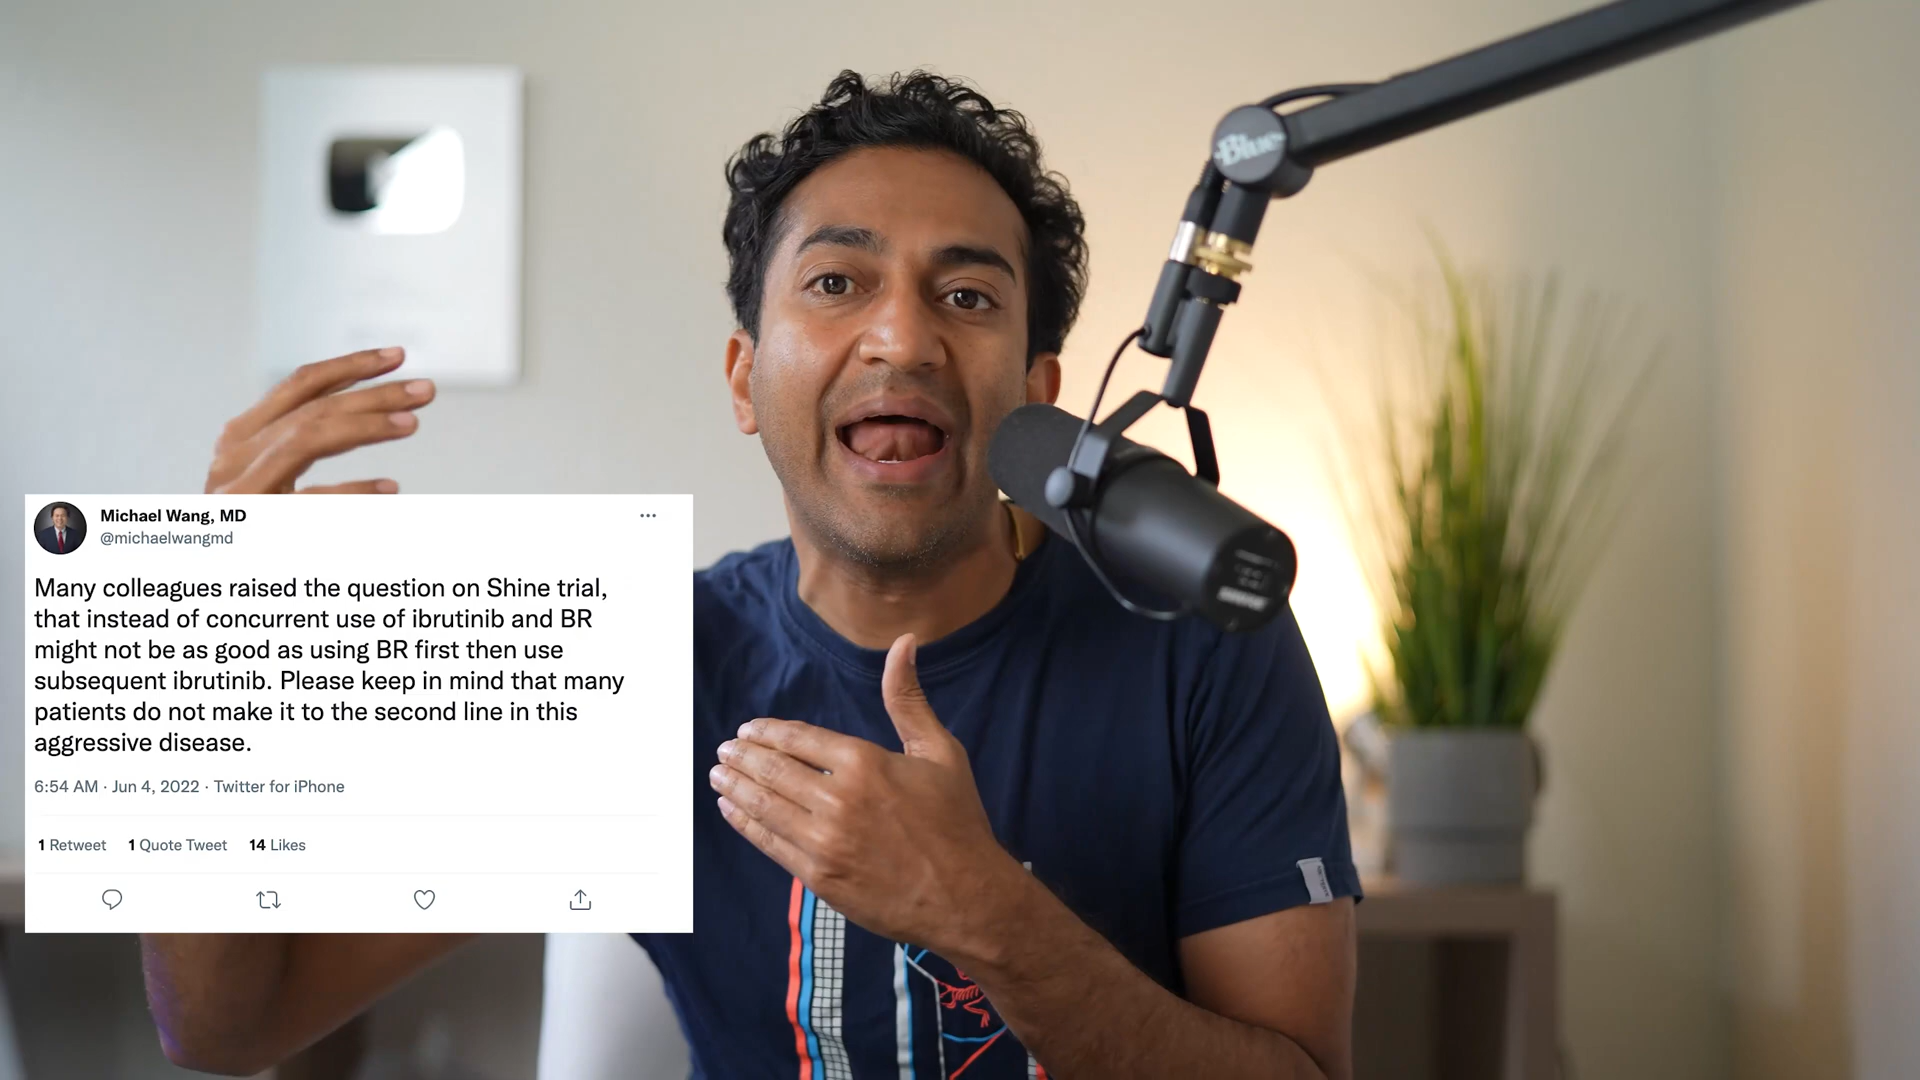 Blue
Michael Wang, MD
@michaelwangmd
Many colleagues raised the question on Shine trial,
that instead of concurrent use of ibrutinib and BR
might not be as good as using BR first then use
subsequent ibrutinib. Please keep in mind that many
patients do not make it to the second line in this
aggressive disease.
6:54 AM · Jun 4, 2022 · Twitter for iPhone
1 Retweet 1 Quote Tweet 14 Likes